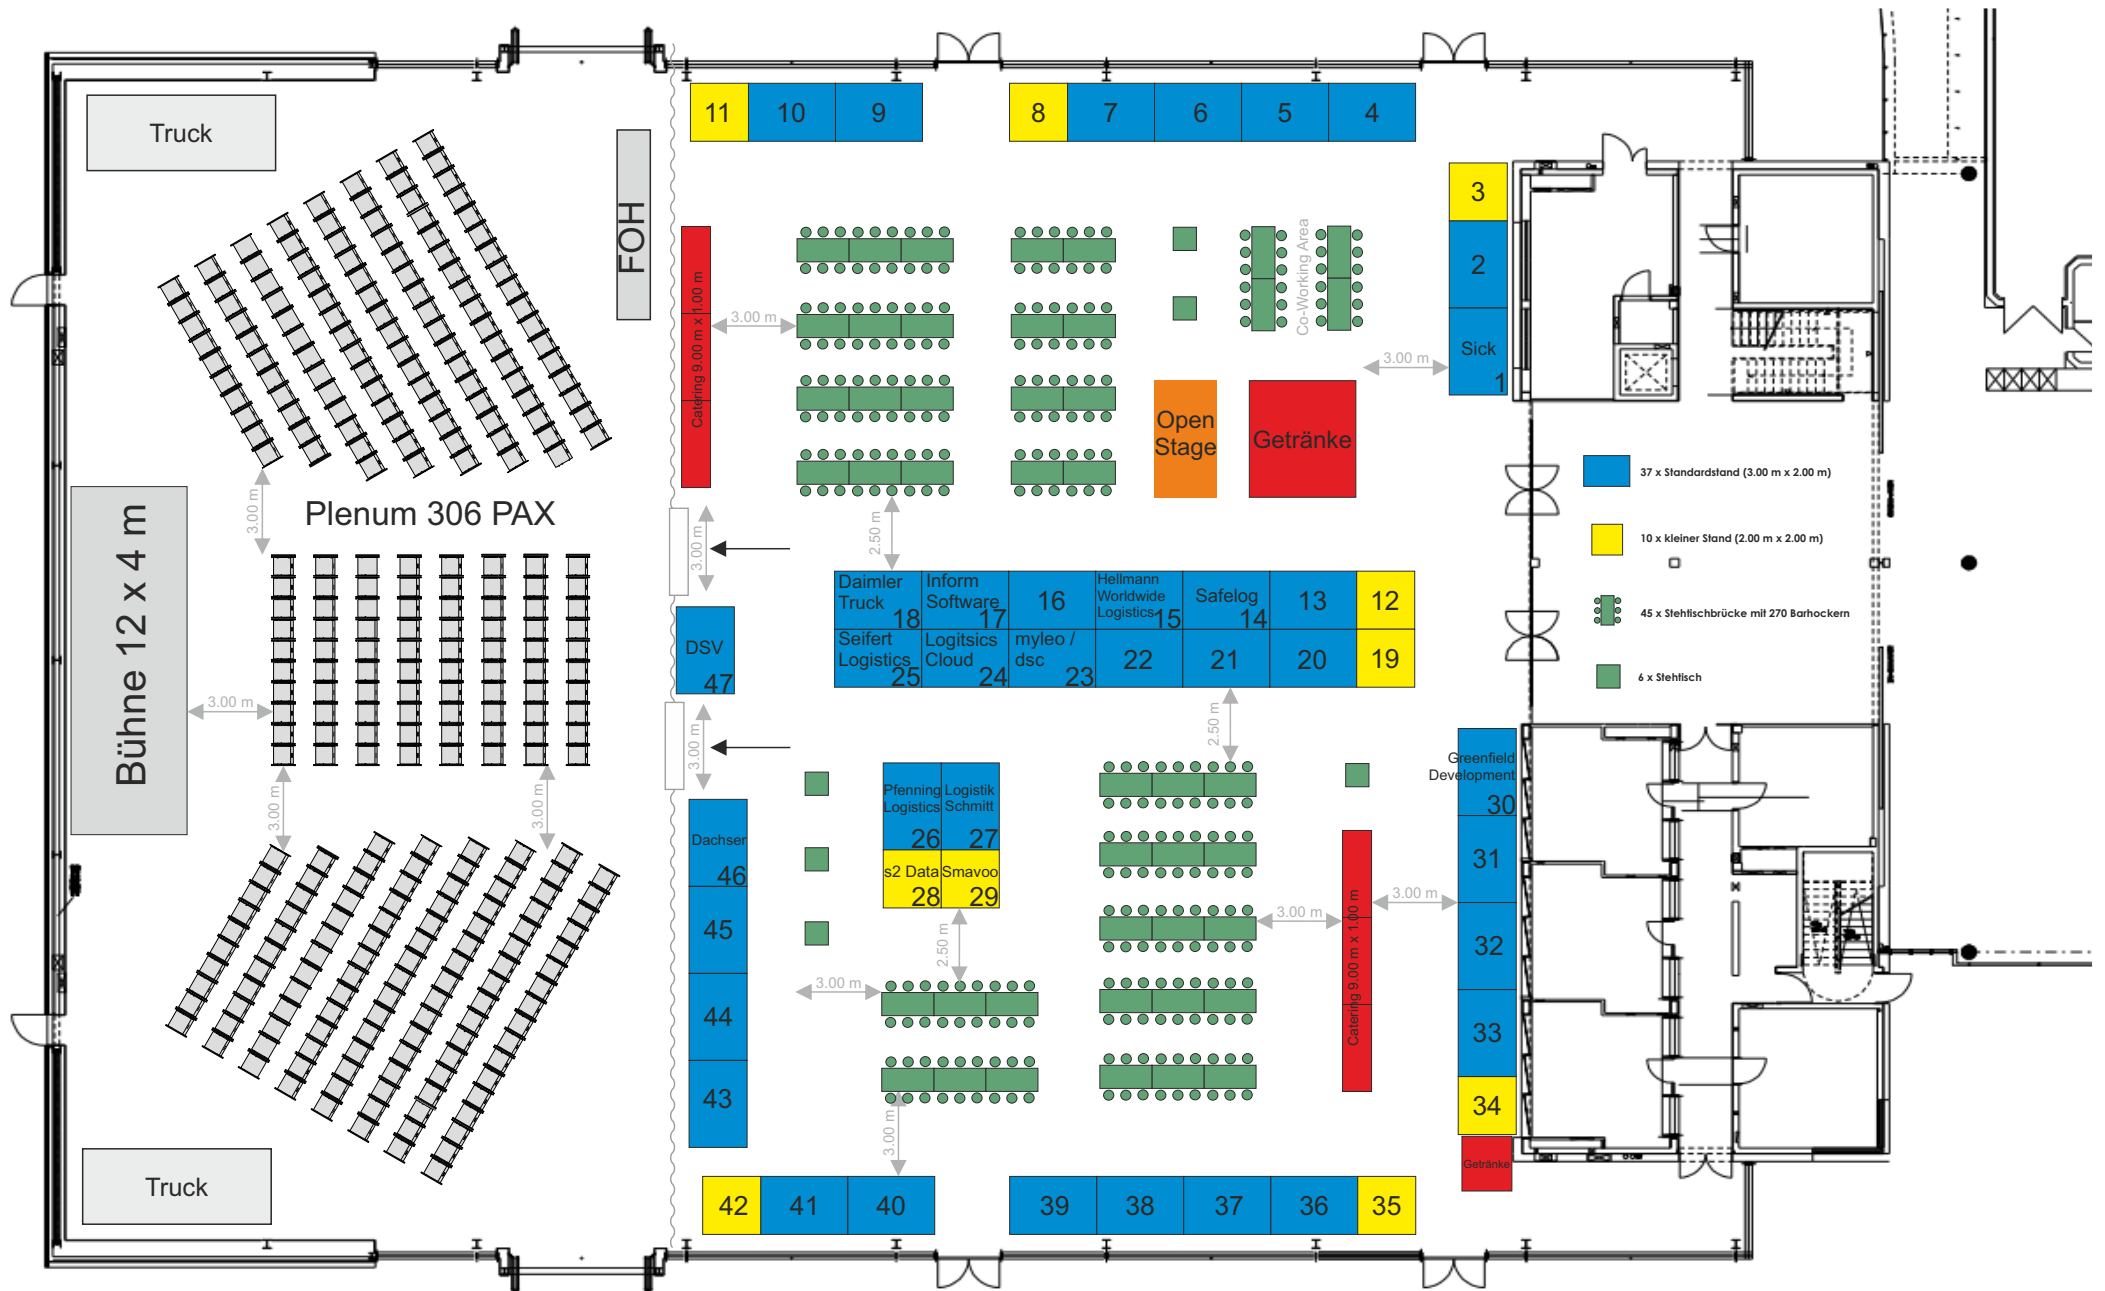 11
10
9
8
7
6
5
4
Truck
FOH
3
2
Sick
1
Co-Working Area
Catering 9.00 m x 1.00 m
3.00 m
3.00 m
Open
Stage
Getränke
Plenum 306 PAX
3.00 m
Bühne 12 x 4 m
3.00 m
2.50 m
37 x Standardstand (3.00 m x 2.00 m)
10 x kleiner Stand (2.00 m x 2.00 m)
45 x Stehtischbrücke mit 270 Barhockern
6 x Stehtisch
Daimler
Truck
18
Inform
Software
17
16
Hellmann
Worldwide
Logistics
15
Safelog
14
13
12
Seifert
Logistics
25
Logitsics
Cloud
24
myleo /
dsc
23
22
21
20
19
DSV
47
3.00 m
3.00 m
2.50 m
3.00 m
3.00 m
Pfenning
Logistics
26
Logistik
Schmitt
27
s2 Data
28
Smavoo
29
Greenfield
Development
30
31
32
33
34
Getränke
Dachser
46
45
44
43
3.00 m
2.50 m
3.00 m
3.00 m
Catering 9.00 m x 1.00 m
3.00 m
Truck
42
41
40
39
38
37
36
35